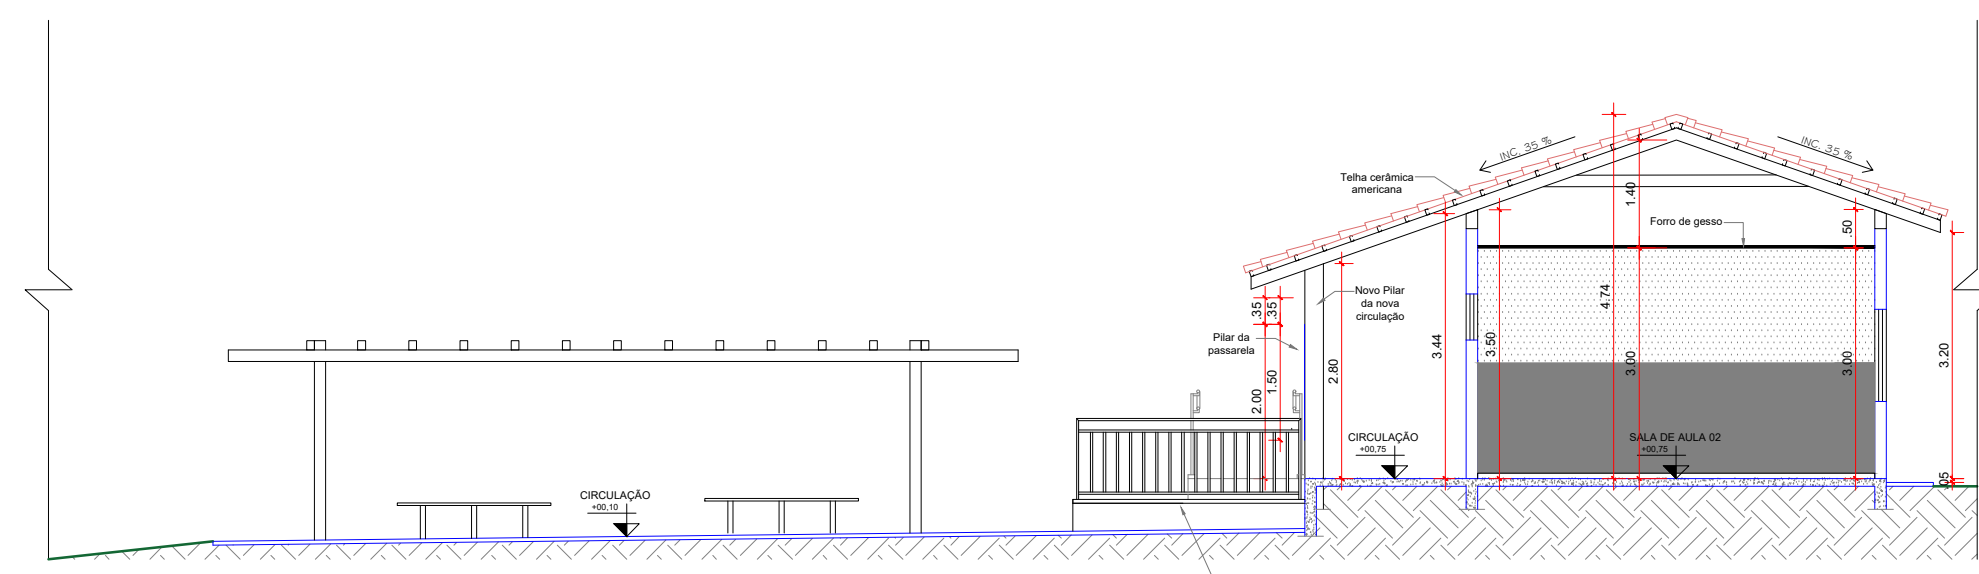 INC. 35 %
INC. 35 %
Telha cerâmica
americana
1.40
Forro de gesso
.50
4.74
Novo Pilar
da nova
circulação
.35
.35
Pilar da
passarela
2.80
3.44
3.50
3.00
3.00
3.20
2.00
1.50
CIRCULAÇÃO
+00,75
SALA DE AULA 02
+00,75
.05
CIRCULAÇÃO
+00,10